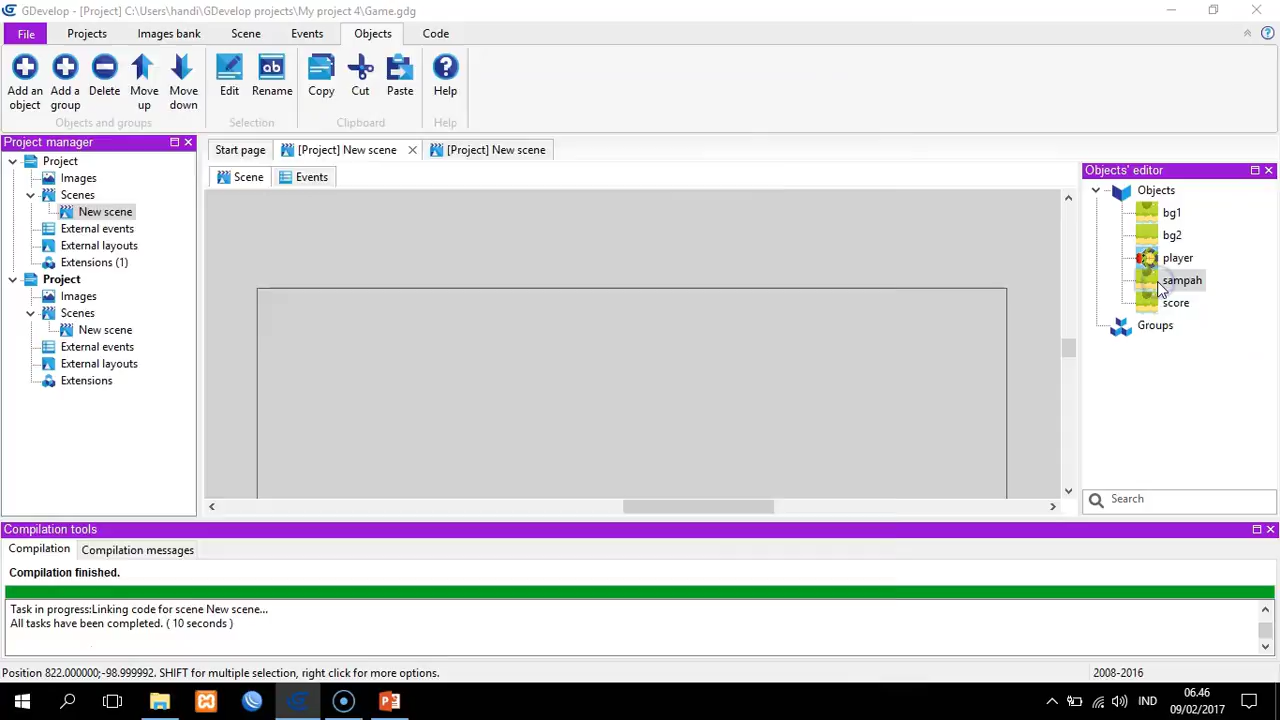 GDevelop - [Project] C:\Users\handi\GDevelop projects\My project 4\Game.gdg
File Projects Images bank Scene Events Objects Code
Add an object
Add a group
Delete
Move up
Move down
Edit
Rename
Copy
Cut
Paste
Help
Objects and groups
Selection
Clipboard
Help
Project manager
Project
Images
Scenes
New scene
External events
External layouts
Extensions (1)
Project
Images
Scenes
New scene
External events
External layouts
Extensions
Start page
[Project] New scene
[Project] New scene
Scene
Events
Objects' editor
Objects
bg1
bg2
player
sampah
score
Groups
Search
Compilation tools
Compilation
Compilation messages
Compilation finished.
Task in progress:Linking code for scene New scene...
All tasks have been completed. ( 10 seconds )
Position 822.000000;-98.999992. SHIFT for multiple selection, right click for more options.
2008-2016
IND
06.46
09/02/2017